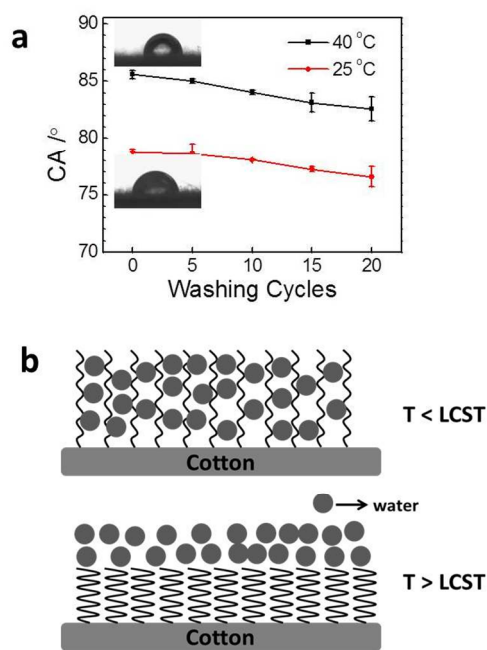 a
90
85
80
75
70
CA /°
40 °C
25 °C
0 5 10 15 20
Washing Cycles
b
T < LCST
Cotton
water
T > LCST
Cotton